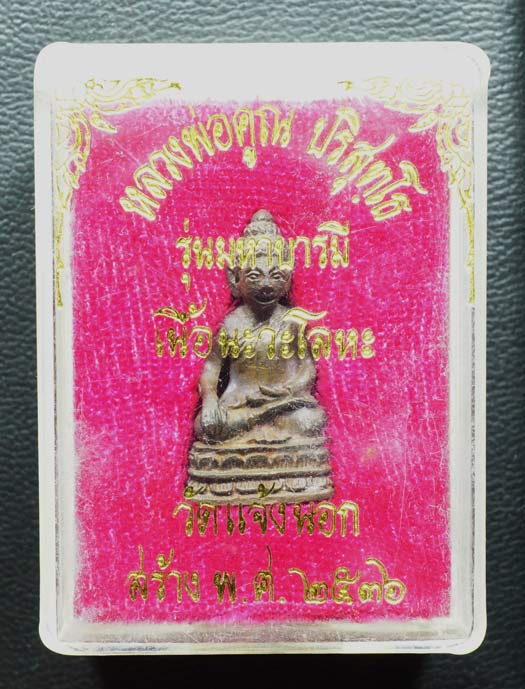 หลวงพ่อคูณ ปริสุทฺโธ
รุ่นมหาบารมี
เนื้อนะวะโลหะ
วัดแจ้งนอก
สร้าง พ.ศ. ๒๕๓๖